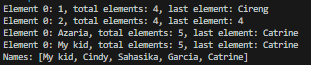 Element 0: 1, total elements: 4, last element: Cireng
Element 0: 2, total elements: 4, last element: 4
Element 0: Azaria, total elements: 5, last element: Catrine
Element 0: My kid, total elements: 5, last element: Catrine
Names: [My kid, Cindy, Sahasika, Garcia, Catrine]